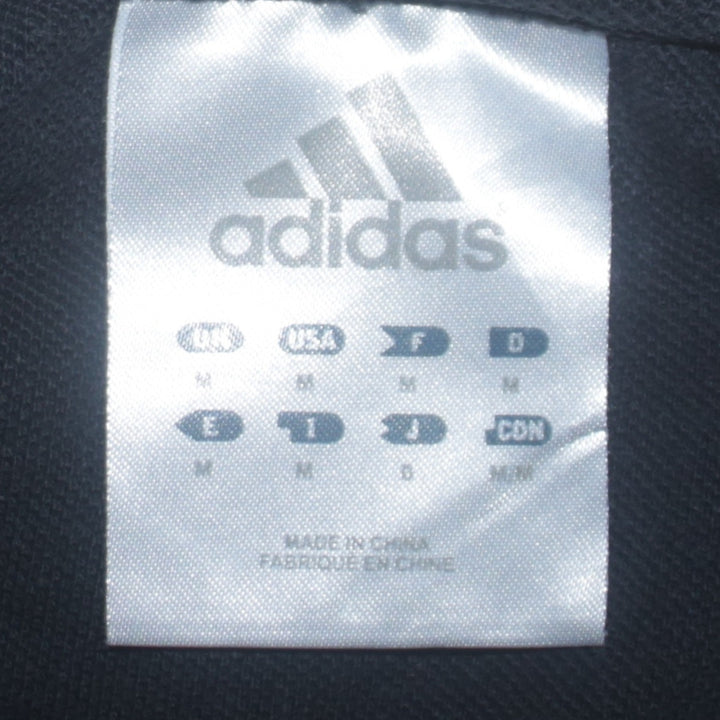 adidas
UK USA F D
M M M M
E I J CDN
M M O M/M
MADE IN CHINA
FABRIQUE EN CHINE